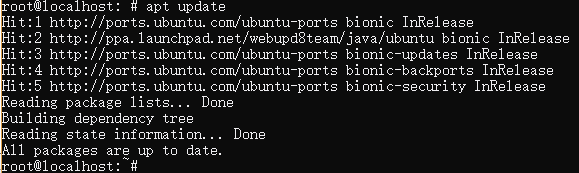 root@localhost: # apt update
Hit:1 http://ports.ubuntu.com/ubuntu-ports bionic InRelease
Hit:2 http://ppa.launchpad.net/webupd8team/java/ubuntu bionic InRelease
Hit:3 http://ports.ubuntu.com/ubuntu-ports bionic-updates InRelease
Hit:4 http://ports.ubuntu.com/ubuntu-ports bionic-backports InRelease
Hit:5 http://ports.ubuntu.com/ubuntu-ports bionic-security InRelease
Reading package lists... Done
Building dependency tree
Reading state information... Done
All packages are up to date.
root@localhost:~#